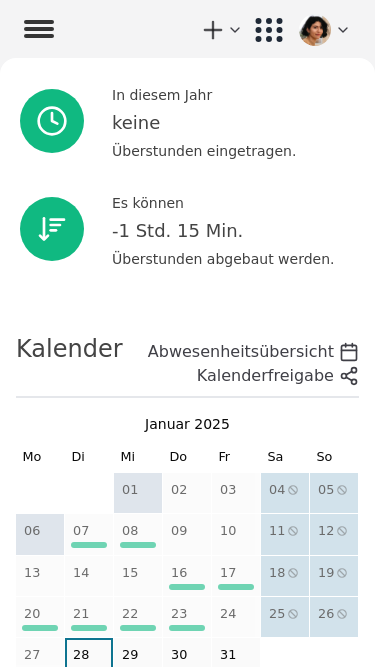 In diesem Jahr
keine
Überstunden eingetragen.
Es können
-1 Std. 15 Min.
Überstunden abgebaut werden.
Kalender
Abwesenheitsübersicht
Kalenderfreigabe
Januar 2025
Mo Di Mi Do Fr Sa So
01 02 03 04 05
06 07 08 09 10 11 12
13 14 15 16 17 18 19
20 21 22 23 24 25 26
27 28 29 30 31